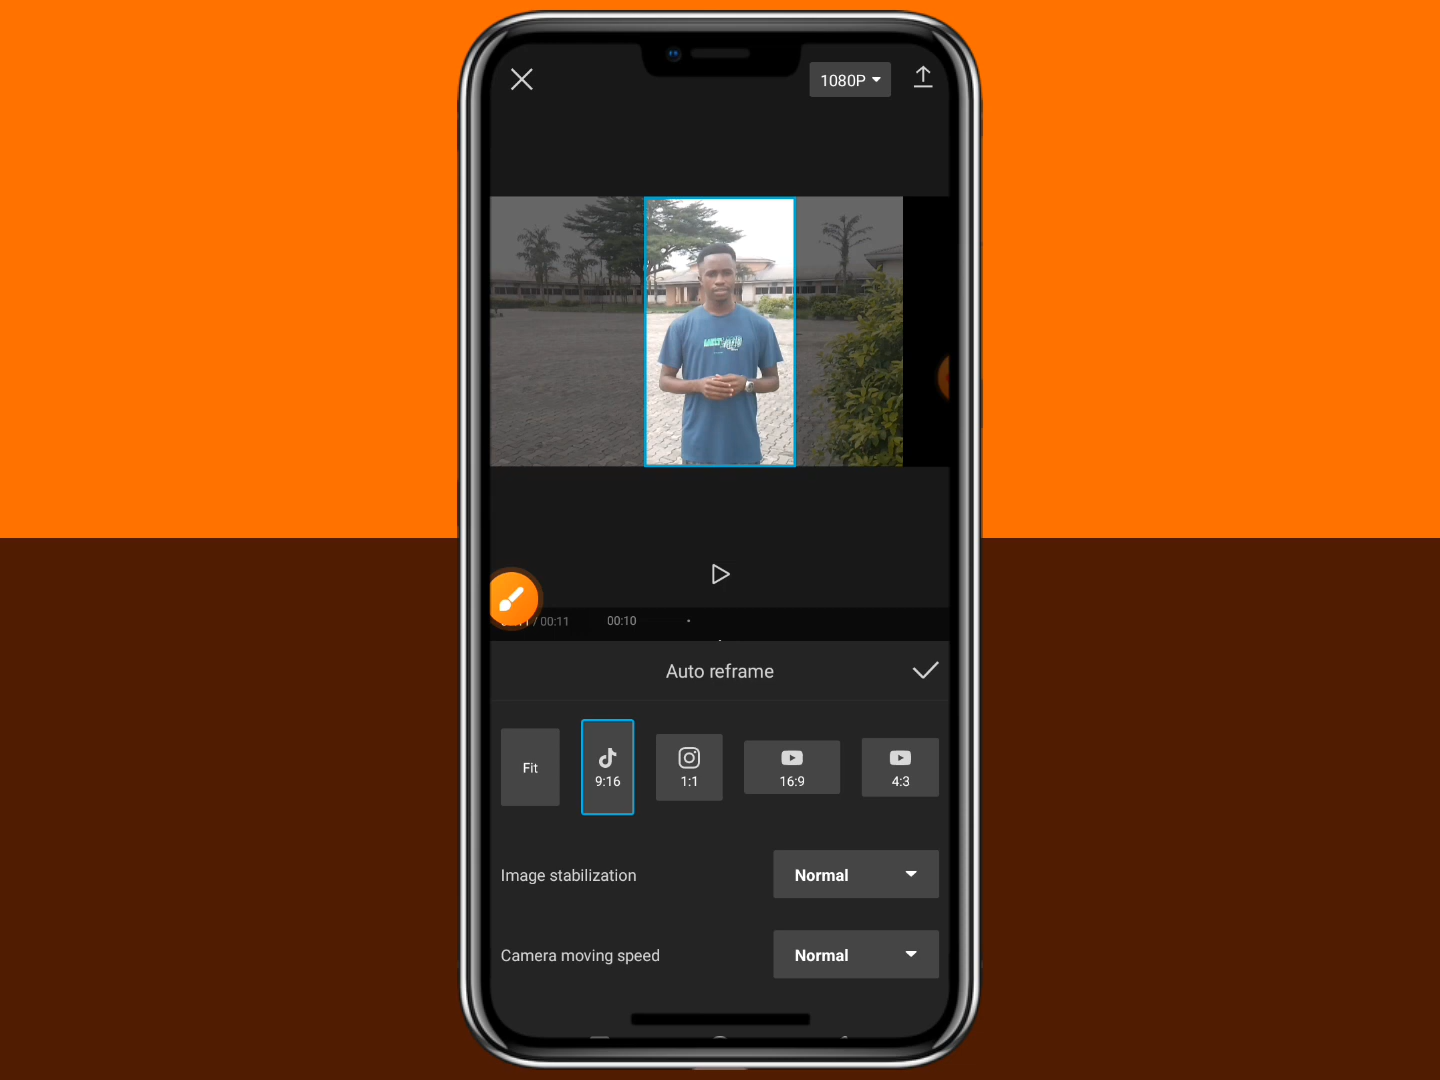 1080P
/ 00:11
00:10
Auto reframe
Fit
9:16
1:1
16:9
4:3
Image stabilization
Normal
Camera moving speed
Normal